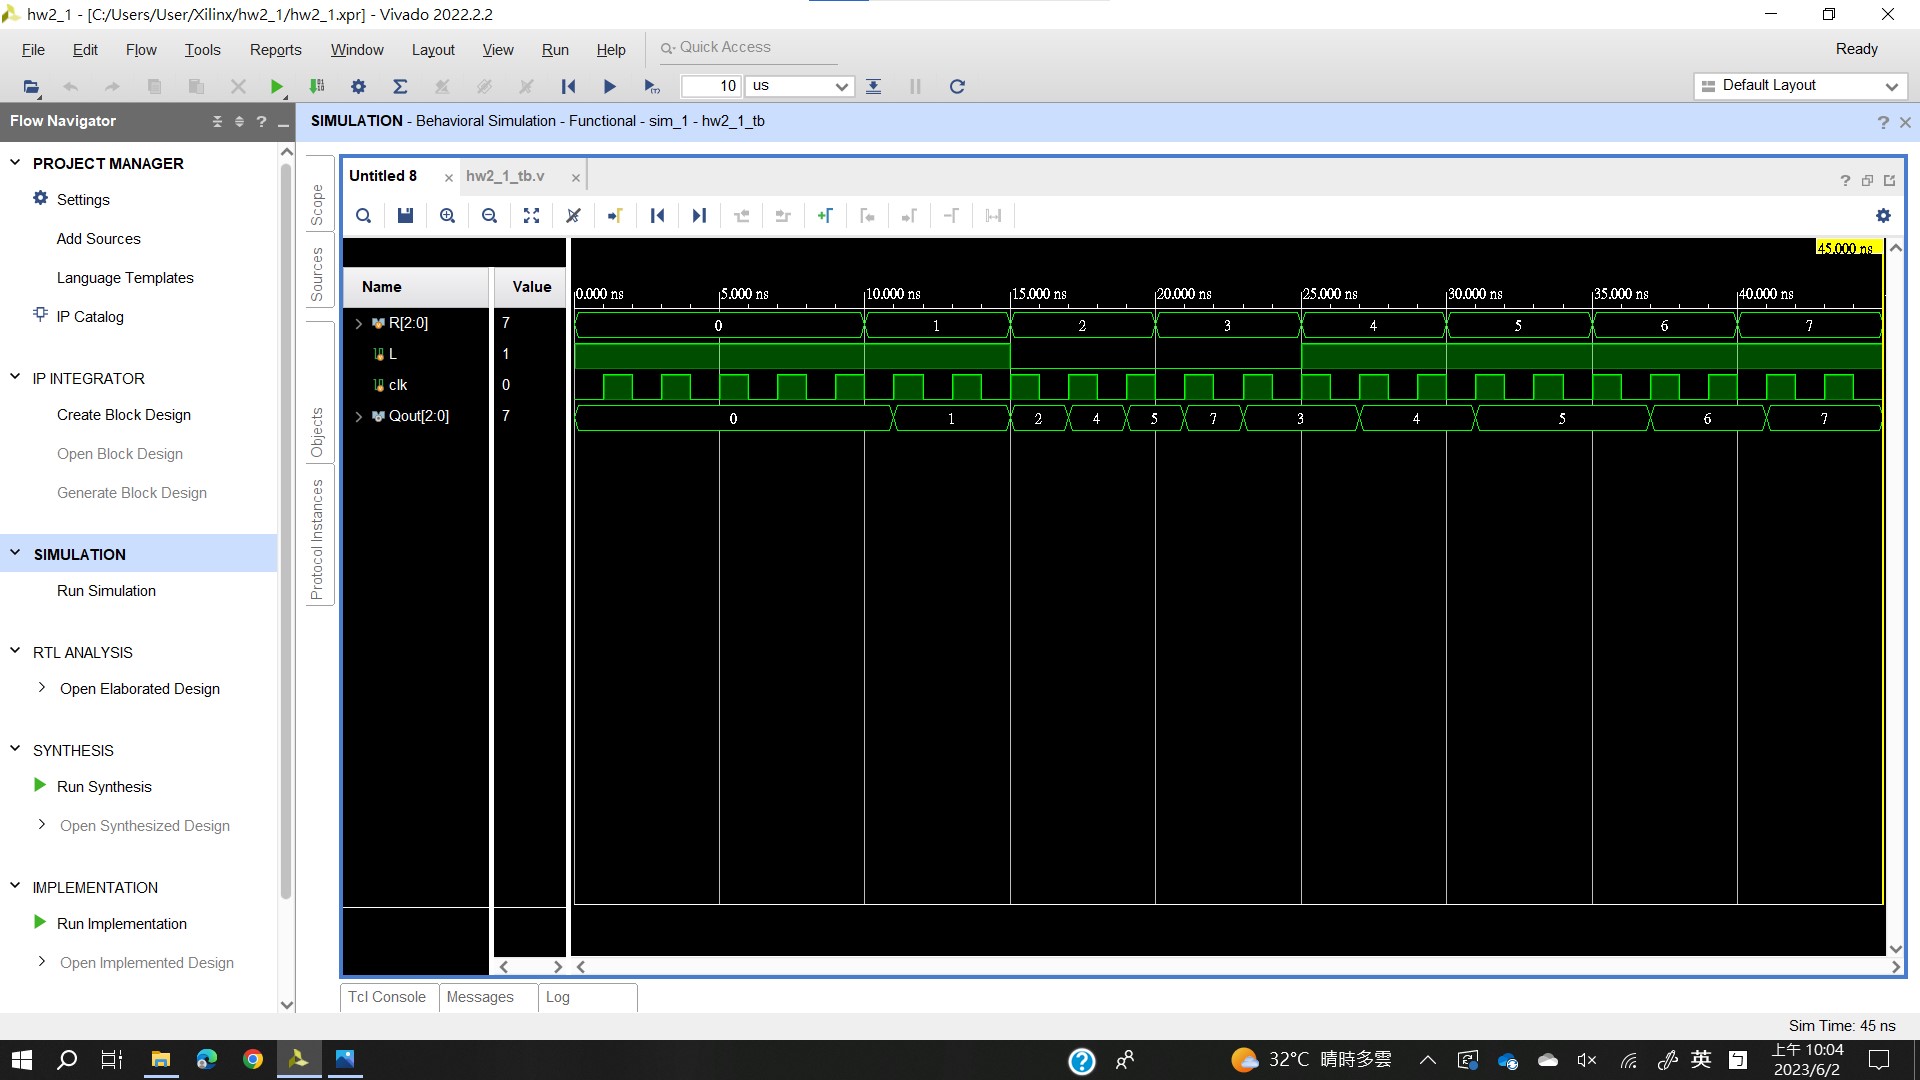 hw2_1 - [C:/Users/User/Xilinx/hw2_1/hw2_1.xpr] - Vivado 2022.2.2
File Edit Flow Tools Reports Window Layout View Run Help Quick Access Ready
10 us Default Layout
Flow Navigator
SIMULATION - Behavioral Simulation - Functional - sim_1 - hw2_1_tb
PROJECT MANAGER
Settings
Add Sources
Language Templates
IP Catalog
IP INTEGRATOR
Create Block Design
Open Block Design
Generate Block Design
SIMULATION
Run Simulation
RTL ANALYSIS
Open Elaborated Design
SYNTHESIS
Run Synthesis
Open Synthesized Design
IMPLEMENTATION
Run Implementation
Open Implemented Design
Scope
Sources
Objects
Protocol Instances
Untitled 8 hw2_1_tb.v
45.000 ns
Name Value
0.000 ns 5.000 ns 10.000 ns 15.000 ns 20.000 ns 25.000 ns 30.000 ns 35.000 ns 40.000 ns
R[2:0] 7 0 1 2 3 4 5 6 7
L 1
clk 0
Qout[2:0] 7 0 1 2 4 5 7 3 4 5 6 7
Tcl Console Messages Log
Sim Time: 45 ns
32°C 晴時多雲 英 上午 10:04
2023/6/2